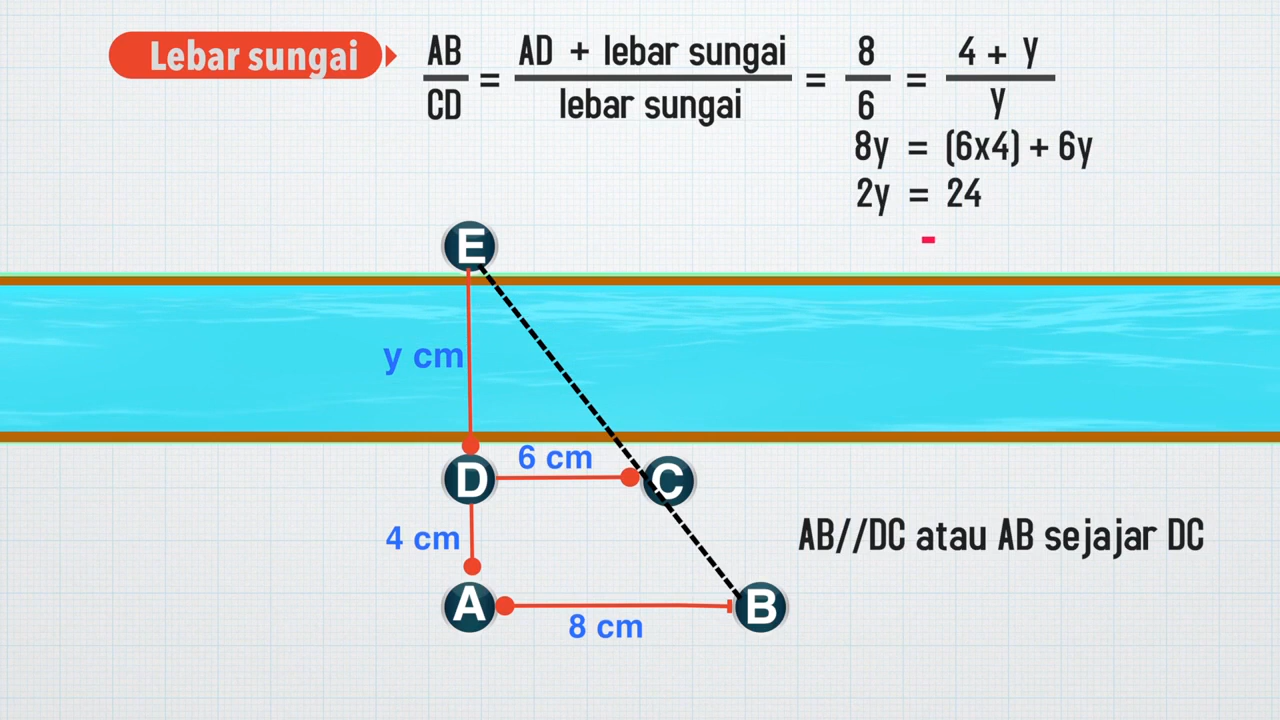 Lebar sungai
AB/CD = AD + lebar sungai/lebar sungai = 8/6 = 4 + y/y
8y = (6x4) + 6y
2y = 24
-
E
y cm
6 cm
D
C
4 cm
AB//DC atau AB sejajar DC
A
B
8 cm